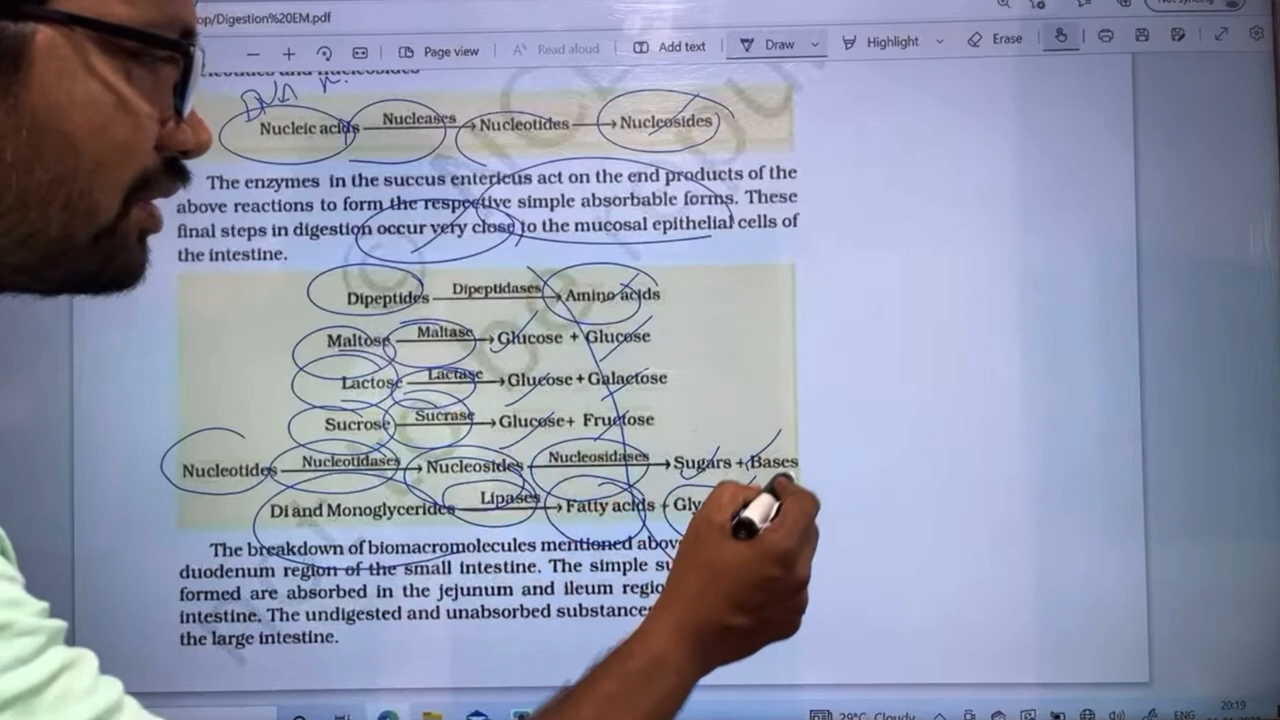 op/Digestion%20EM.pdf
Page view
Read aloud
Add text
Draw
Highlight
Erase
DNA
Nucleic acids Nucleases Nucleotides Nucleosides
The enzymes in the succus entericus act on the end products of the
above reactions to form the respective simple absorbable forms. These
final steps in digestion occur very close to the mucosal epithelial cells of
the intestine.
Dipeptides Dipeptidases Amino acids
Maltose Maltase Glucose + Glucose
Lactose Lactase Glucose + Galactose
Sucrose Sucrase Glucose + Fructose
Nucleotides Nucleotidases Nucleosides Nucleosidases Sugars + Bases
Di and Monoglycerides Lipases Fatty acids + Gly
The breakdown of biomacromolecules mentioned abov
duodenum region of the small intestine. The simple su
formed are absorbed in the jejunum and ileum regio
intestine. The undigested and unabsorbed substance
the large intestine.
29°C Cloudy
ENG
20:19